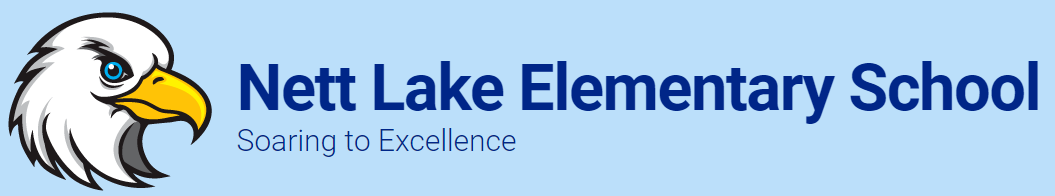 Nett Lake Elementary School
Soaring to Excellence